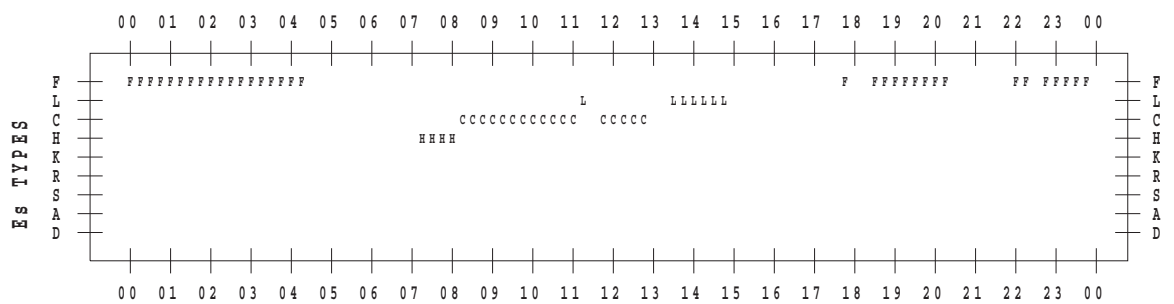 00 01 02 03 04 05 06 07 08 09 10 11 12 13 14 15 16 17 18 19 20 21 22 23 00
F FFFFFFFFFFFFFFFFFF F FFFFFFFF FF FFFFF F
L L LLLLLL L
C CCCCCCCCCCCC CCCCC C
H HHHH H
K K
R R
S S
A A
D D
Es TYPES
00 01 02 03 04 05 06 07 08 09 10 11 12 13 14 15 16 17 18 19 20 21 22 23 00